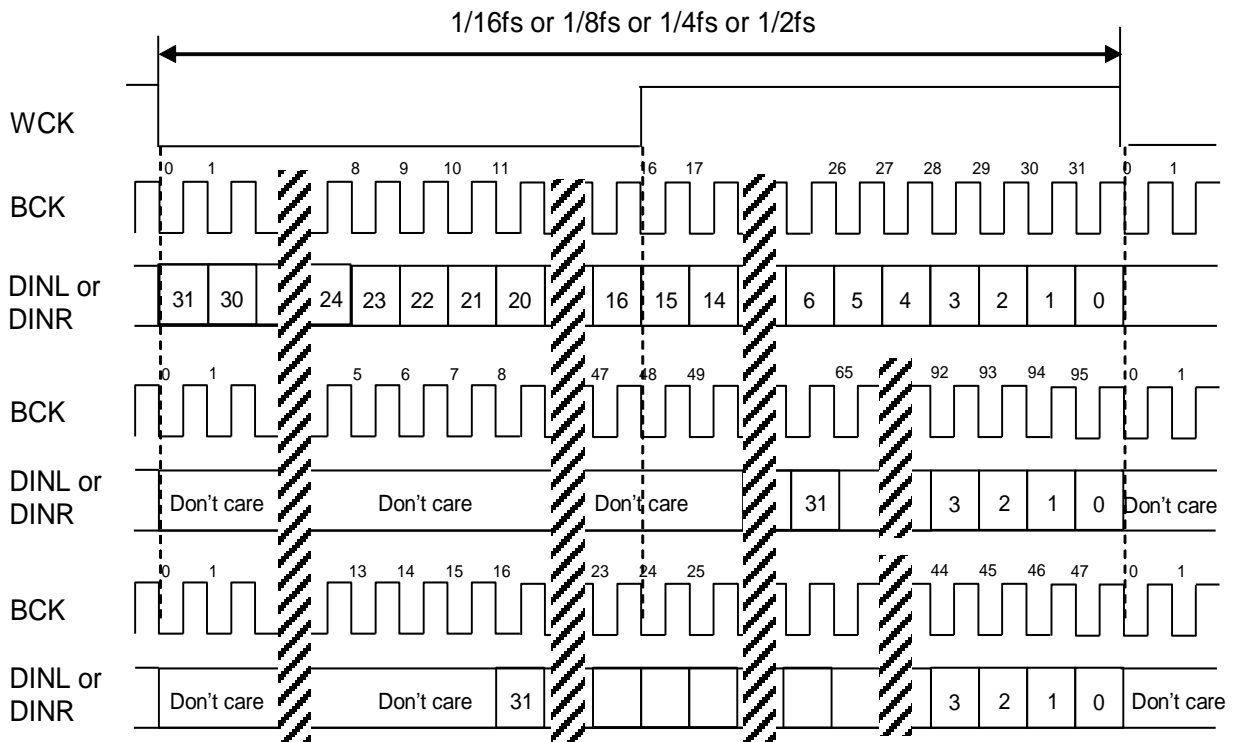 1/16fs or 1/8fs or 1/4fs or 1/2fs
WCK
0 1 8 9 10 11 16 17 26 27 28 29 30 31 0 1
BCK
DINL or
DINR
31 30 24 23 22 21 20 16 15 14 6 5 4 3 2 1 0
0 1 5 6 7 8 47 48 49 65 92 93 94 95 0 1
BCK
DINL or
DINR
Don't care Don't care Don't care 31 3 2 1 0 Don't care
0 1 13 14 15 16 23 24 25 44 45 46 47 0 1
BCK
DINL or
DINR
Don't care Don't care 31 3 2 1 0 Don't care